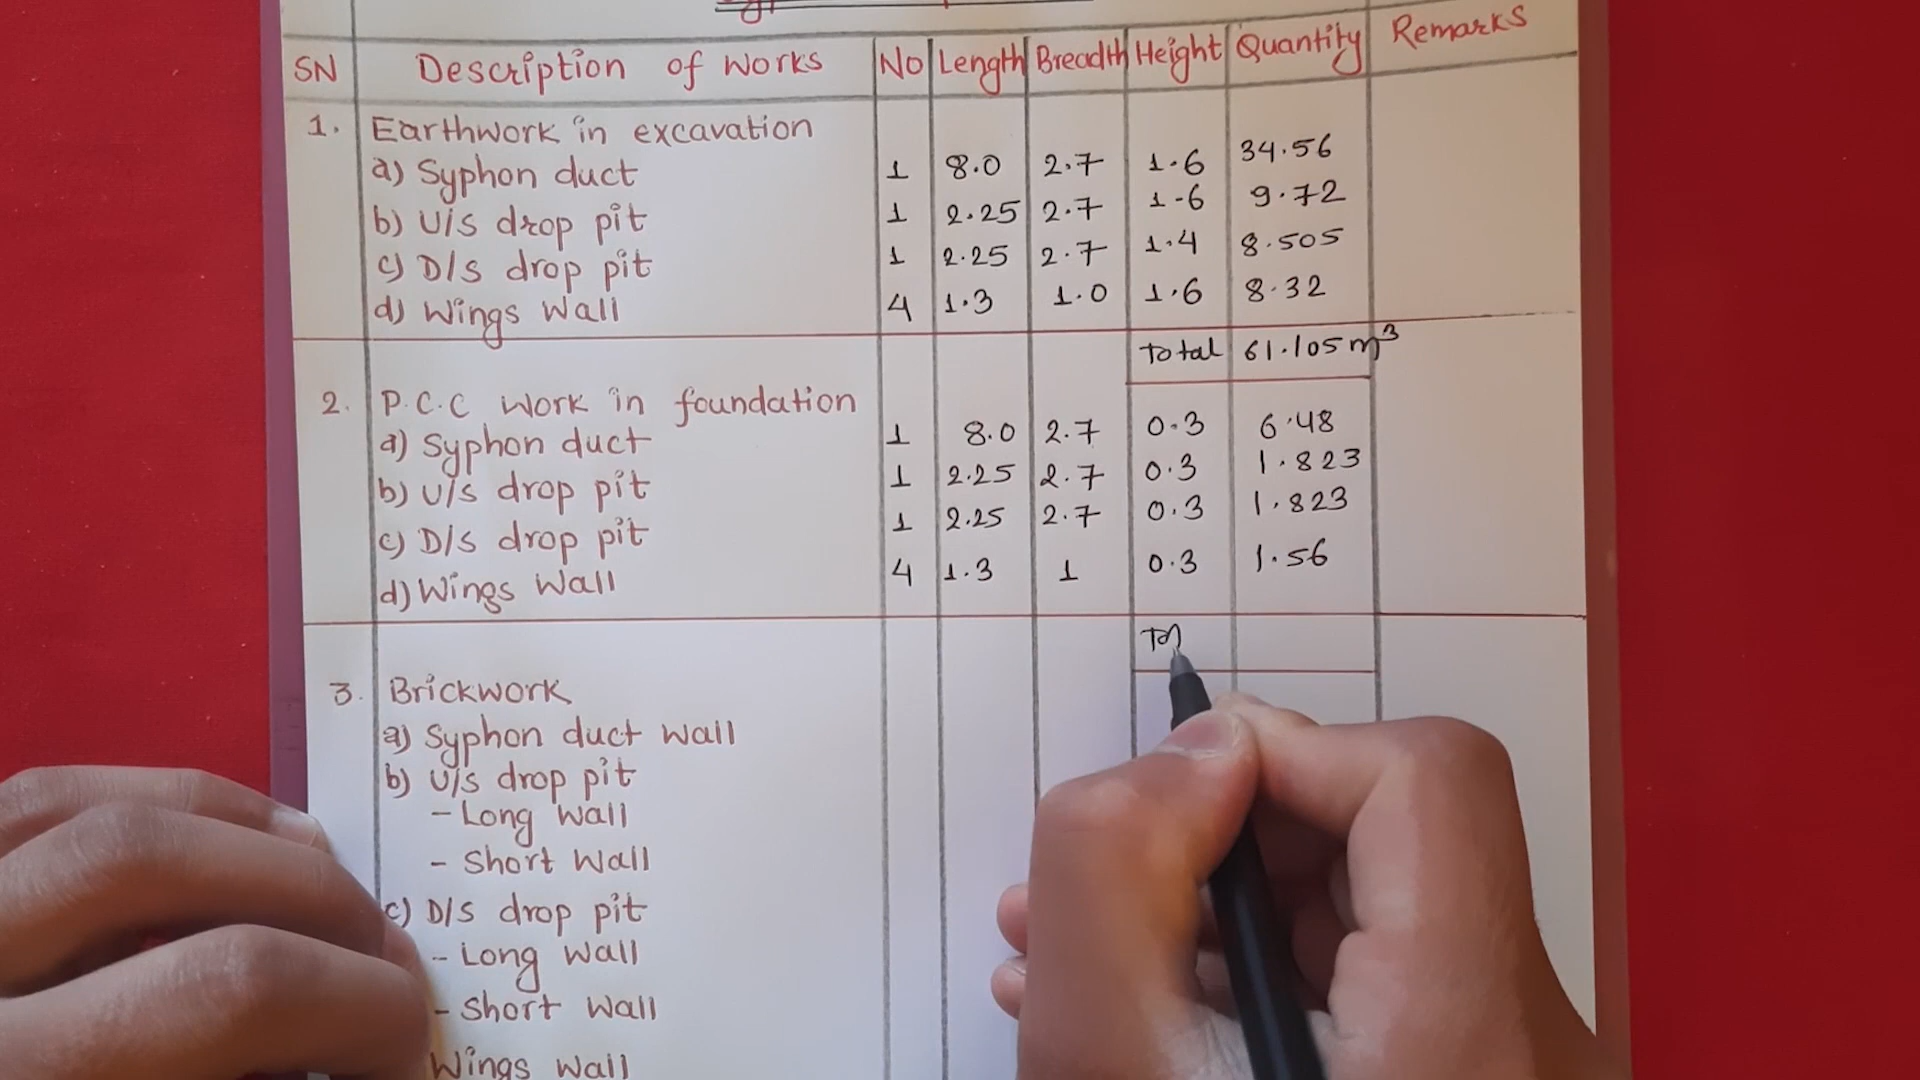 SN Description of Works No Length Breadth Height Quantity Remarks
1. Earthwork in excavation
a) Syphon duct 1 8.0 2.7 1.6 34.56
b) U/S drop pit 1 2.25 2.7 1.6 9.72
c) D/S drop pit 1 2.25 2.7 1.4 8.505
d) Wings Wall 4 1.3 1.0 1.6 8.32
Total 61.105 m³
2. P.C.C Work in foundation
a) Syphon duct 1 8.0 2.7 0.3 6.48
b) U/S drop pit 1 2.25 2.7 0.3 1.823
c) D/S drop pit 1 2.25 2.7 0.3 1.823
d) Wings Wall 4 1.3 1 0.3 1.56
3. Brickwork
a) Syphon duct Wall
b) U/S drop pit
- Long Wall
- Short Wall
c) D/S drop pit
- Long Wall
- Short Wall
Wings Wall